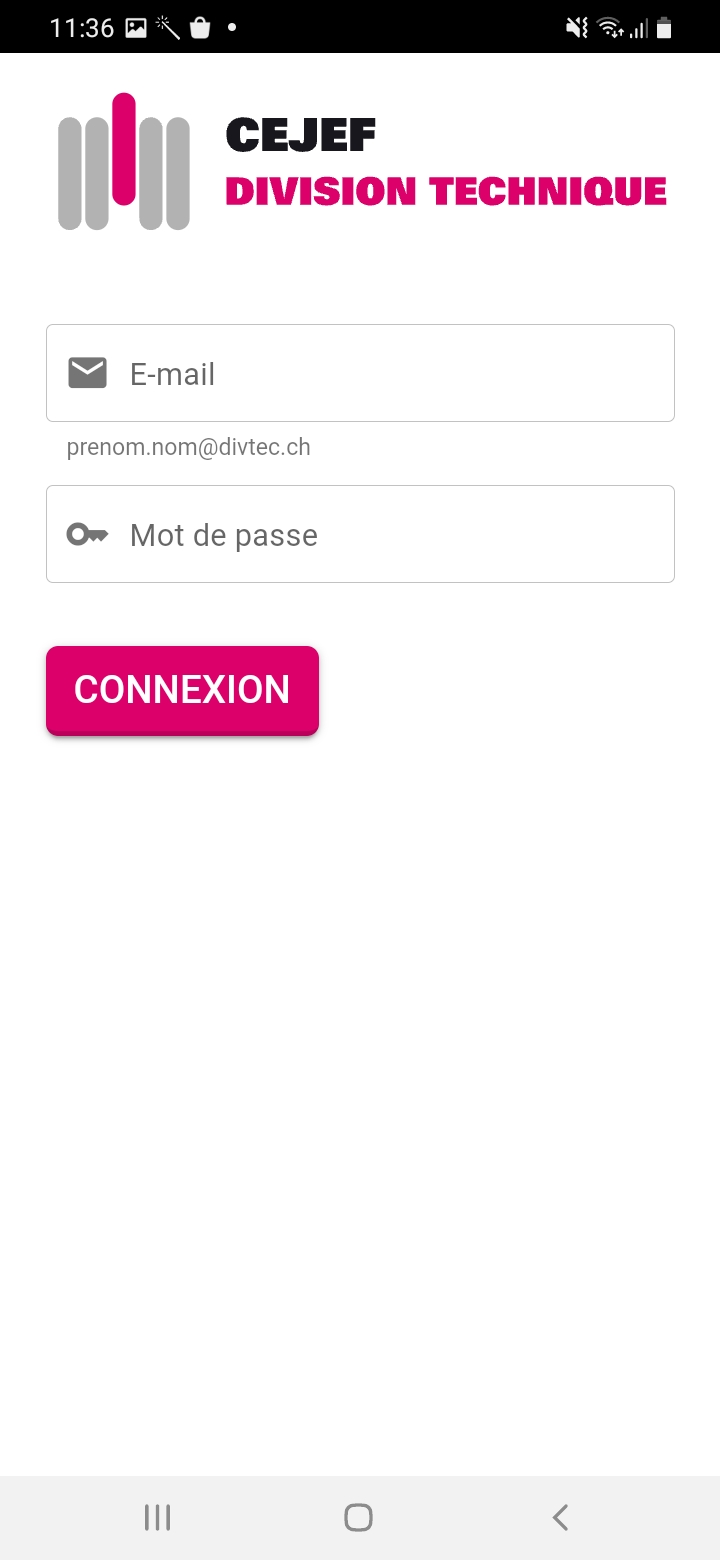 11:36
CEJEF
DIVISION TECHNIQUE
E-mail
prenom.nom@divtec.ch
Mot de passe
CONNEXION